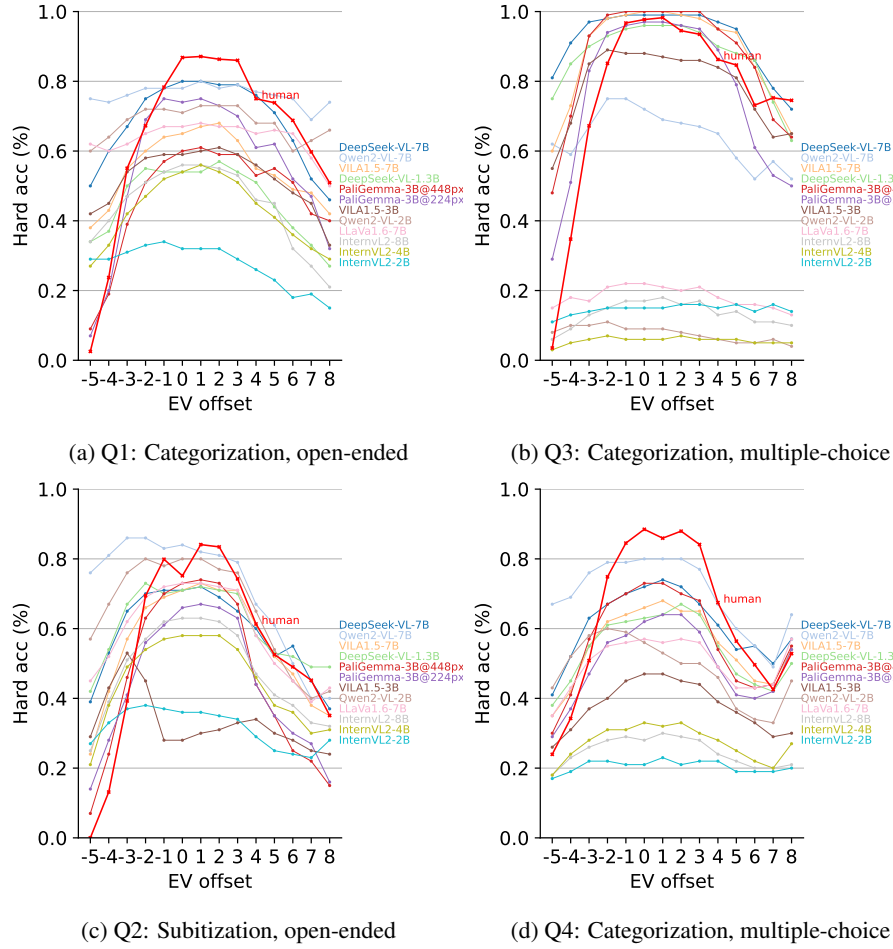 1.0
0.8
0.6
0.4
0.2
0.0
Hard acc (%)
-5 -4 -3 -2 -1 0 1 2 3 4 5 6 7 8
EV offset
human
DeepSeek-VL-7B
Qwen2-VL-7B
VILA1.5-7B
DeepSeek-VL-1.3B
PaliGemma-3B@448px
PaliGemma-3B@224px
VILA1.5-3B
Qwen2-VL-2B
LLaVa1.6-7B
InternVL2-8B
InternVL2-4B
InternVL2-2B
(a) Q1: Categorization, open-ended
1.0
0.8
0.6
0.4
0.2
0.0
Hard acc (%)
-5 -4 -3 -2 -1 0 1 2 3 4 5 6 7 8
EV offset
human
DeepSeek-VL-7B
Qwen2-VL-7B
VILA1.5-7B
DeepSeek-VL-1.3
PaliGemma-3B@
PaliGemma-3B@
VILA1.5-3B
Qwen2-VL-2B
LLaVa1.6-7B
InternVL2-8B
InternVL2-4B
InternVL2-2B
(b) Q3: Categorization, multiple-choice
1.0
0.8
0.6
0.4
0.2
0.0
Hard acc (%)
-5 -4 -3 -2 -1 0 1 2 3 4 5 6 7 8
EV offset
human
DeepSeek-VL-7B
Qwen2-VL-7B
VILA1.5-7B
DeepSeek-VL-1.3B
PaliGemma-3B@448px
PaliGemma-3B@224px
VILA1.5-3B
Qwen2-VL-2B
LLaVa1.6-7B
InternVL2-8B
InternVL2-4B
InternVL2-2B
(c) Q2: Subitization, open-ended
1.0
0.8
0.6
0.4
0.2
0.0
Hard acc (%)
-5 -4 -3 -2 -1 0 1 2 3 4 5 6 7 8
EV offset
human
DeepSeek-VL-7B
Qwen2-VL-7B
VILA1.5-7B
DeepSeek-VL-1.3
PaliGemma-3B@
PaliGemma-3B@
VILA1.5-3B
Qwen2-VL-2B
LLaVa1.6-7B
InternVL2-8B
InternVL2-4B
InternVL2-2B
(d) Q4: Categorization, multiple-choice